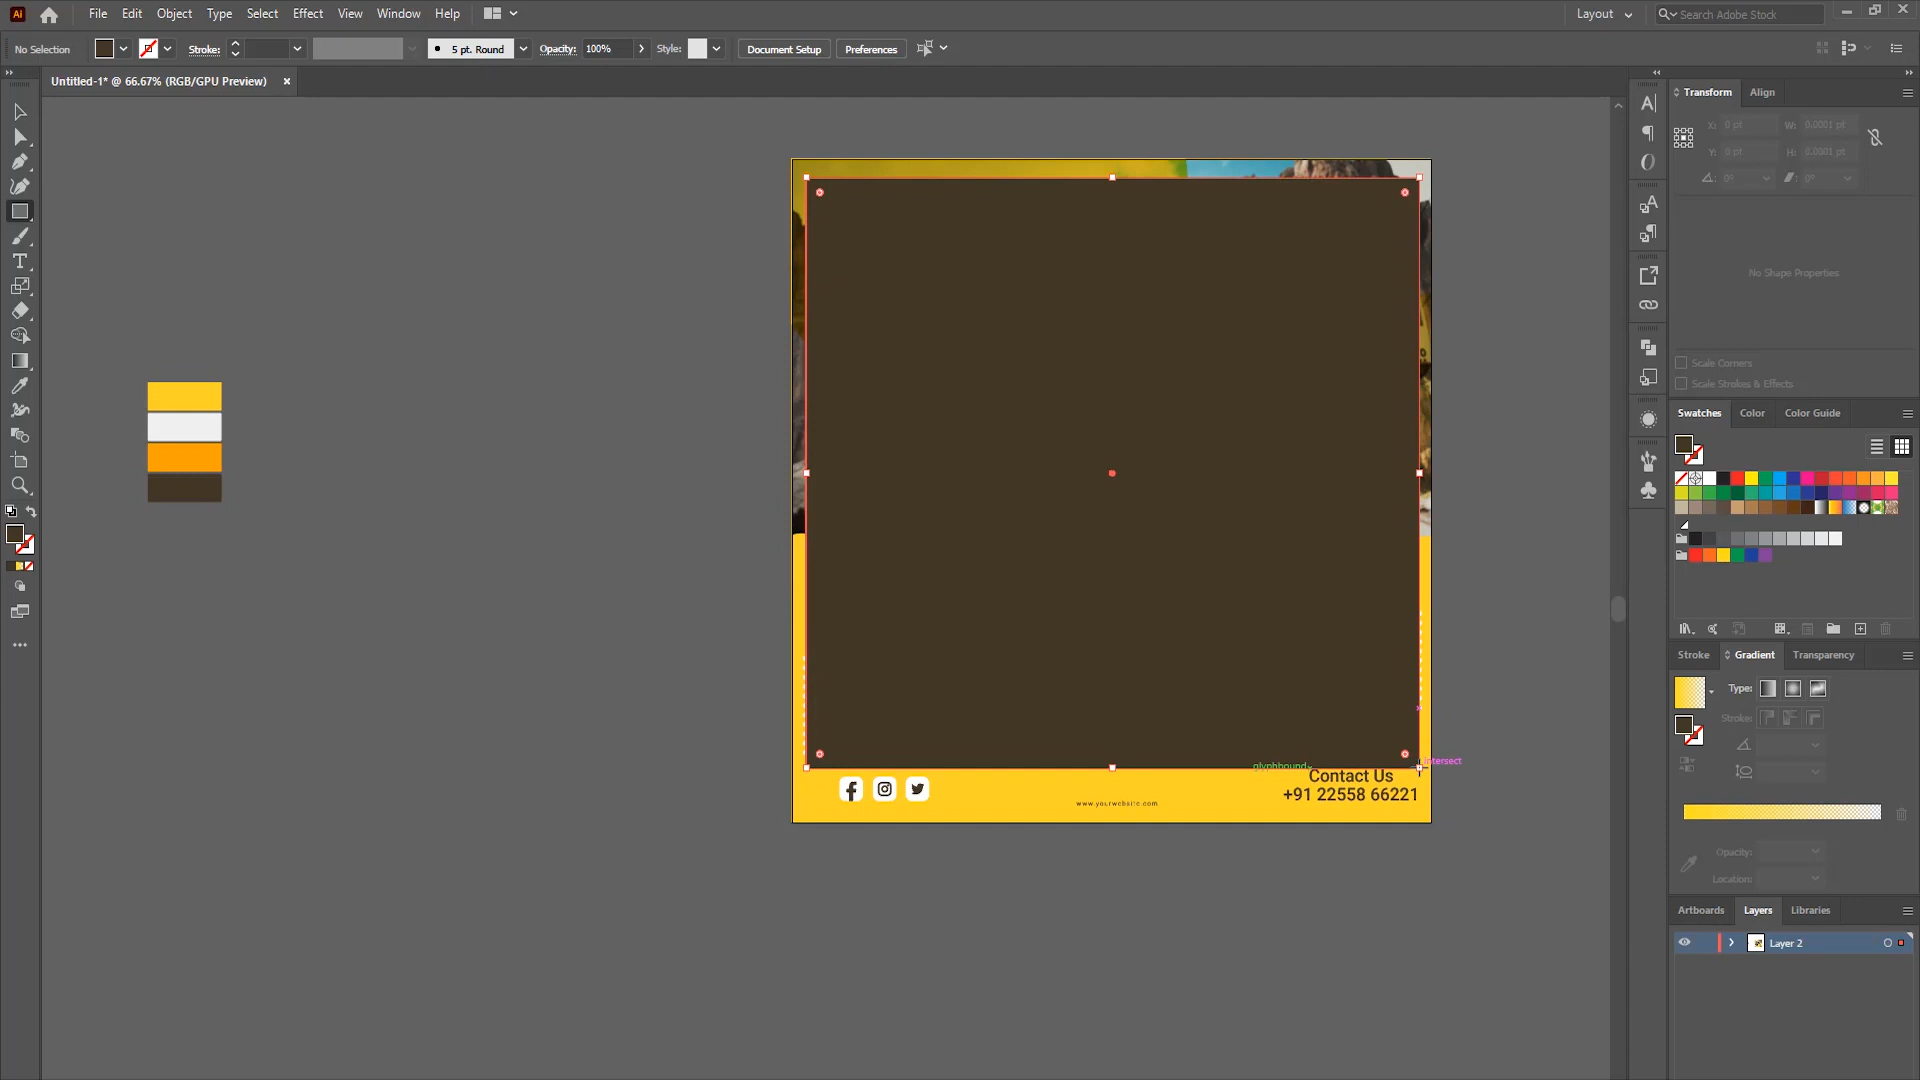 File Edit Object Type Select Effect View Window Help
Layout
Search Adobe Stock
No Selection
Stroke:
5 pt. Round
Opacity: 100%
Style:
Document Setup
Preferences
Untitled-1* @ 66.67% (RGB/GPU Preview)
Transform Align
X: 0 pt W: 0.0001 pt
Y: 0 pt H: 0.0001 pt
0° 0°
No Shape Properties
Scale Corners
Scale Strokes & Effects
Swatches Color Color Guide
Stroke Gradient Transparency
Type:
Stroke:
Opacity:
Location:
Artboards Layers Libraries
Layer 2
intersect
Contact Us
+91 22558 66221
www.yourwebsite.com